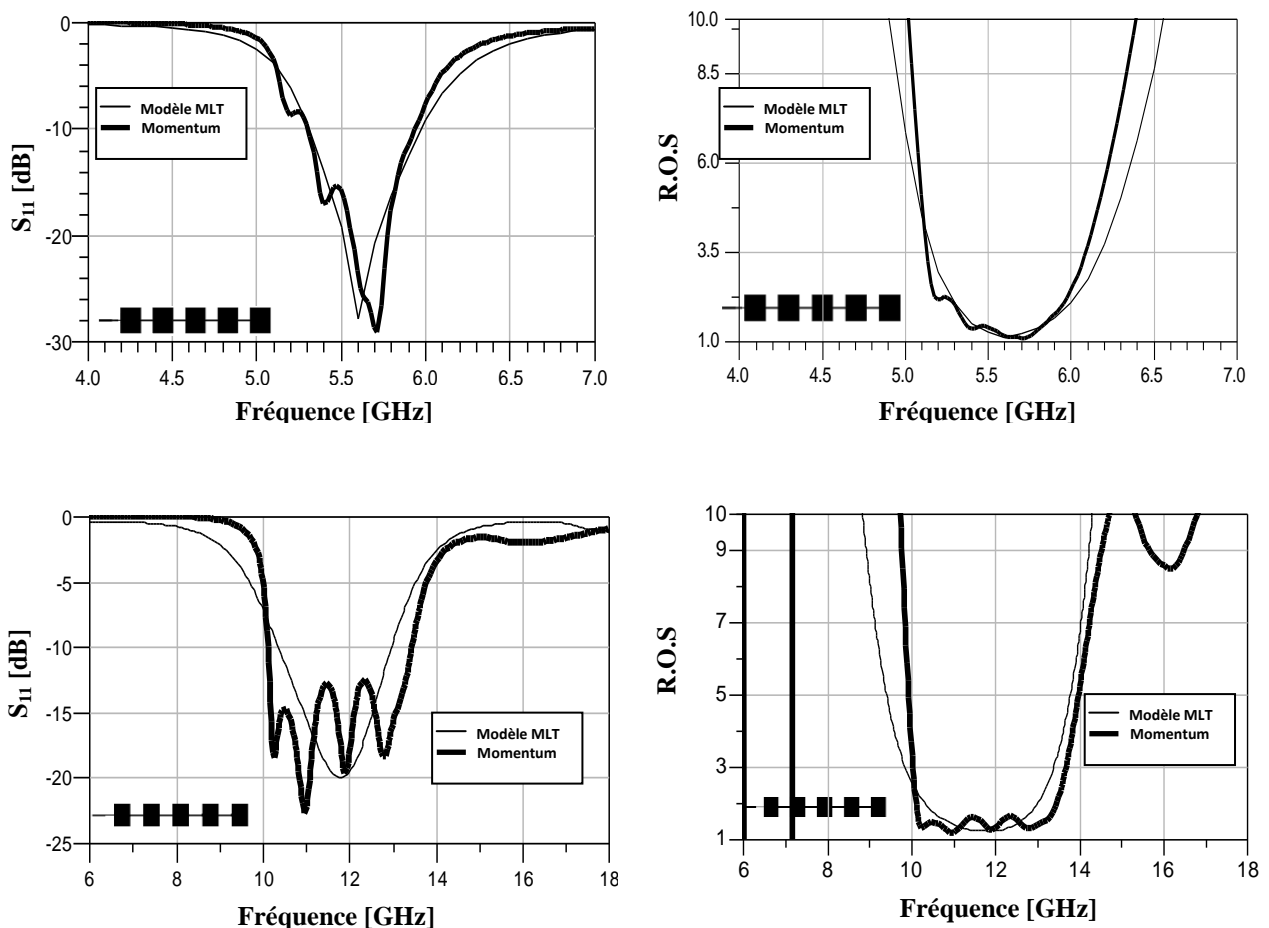 0
-10
-20
-30
S11 [dB]
Modèle MLT
Momentum
4.0 4.5 5.0 5.5 6.0 6.5 7.0
Fréquence [GHz]
10.0
8.5
6.0
3.5
1.0
R.O.S
Modèle MLT
Momentum
4.0 4.5 5.0 5.5 6.0 6.5 7.0
Fréquence [GHz]
0
-5
-10
-15
-20
-25
S11 [dB]
Modèle MLT
Momentum
6 8 10 12 14 16 18
Fréquence [GHz]
10
9
7
5
3
1
R.O.S
Modèle MLT
Momentum
6 8 10 12 14 16 18
Fréquence [GHz]